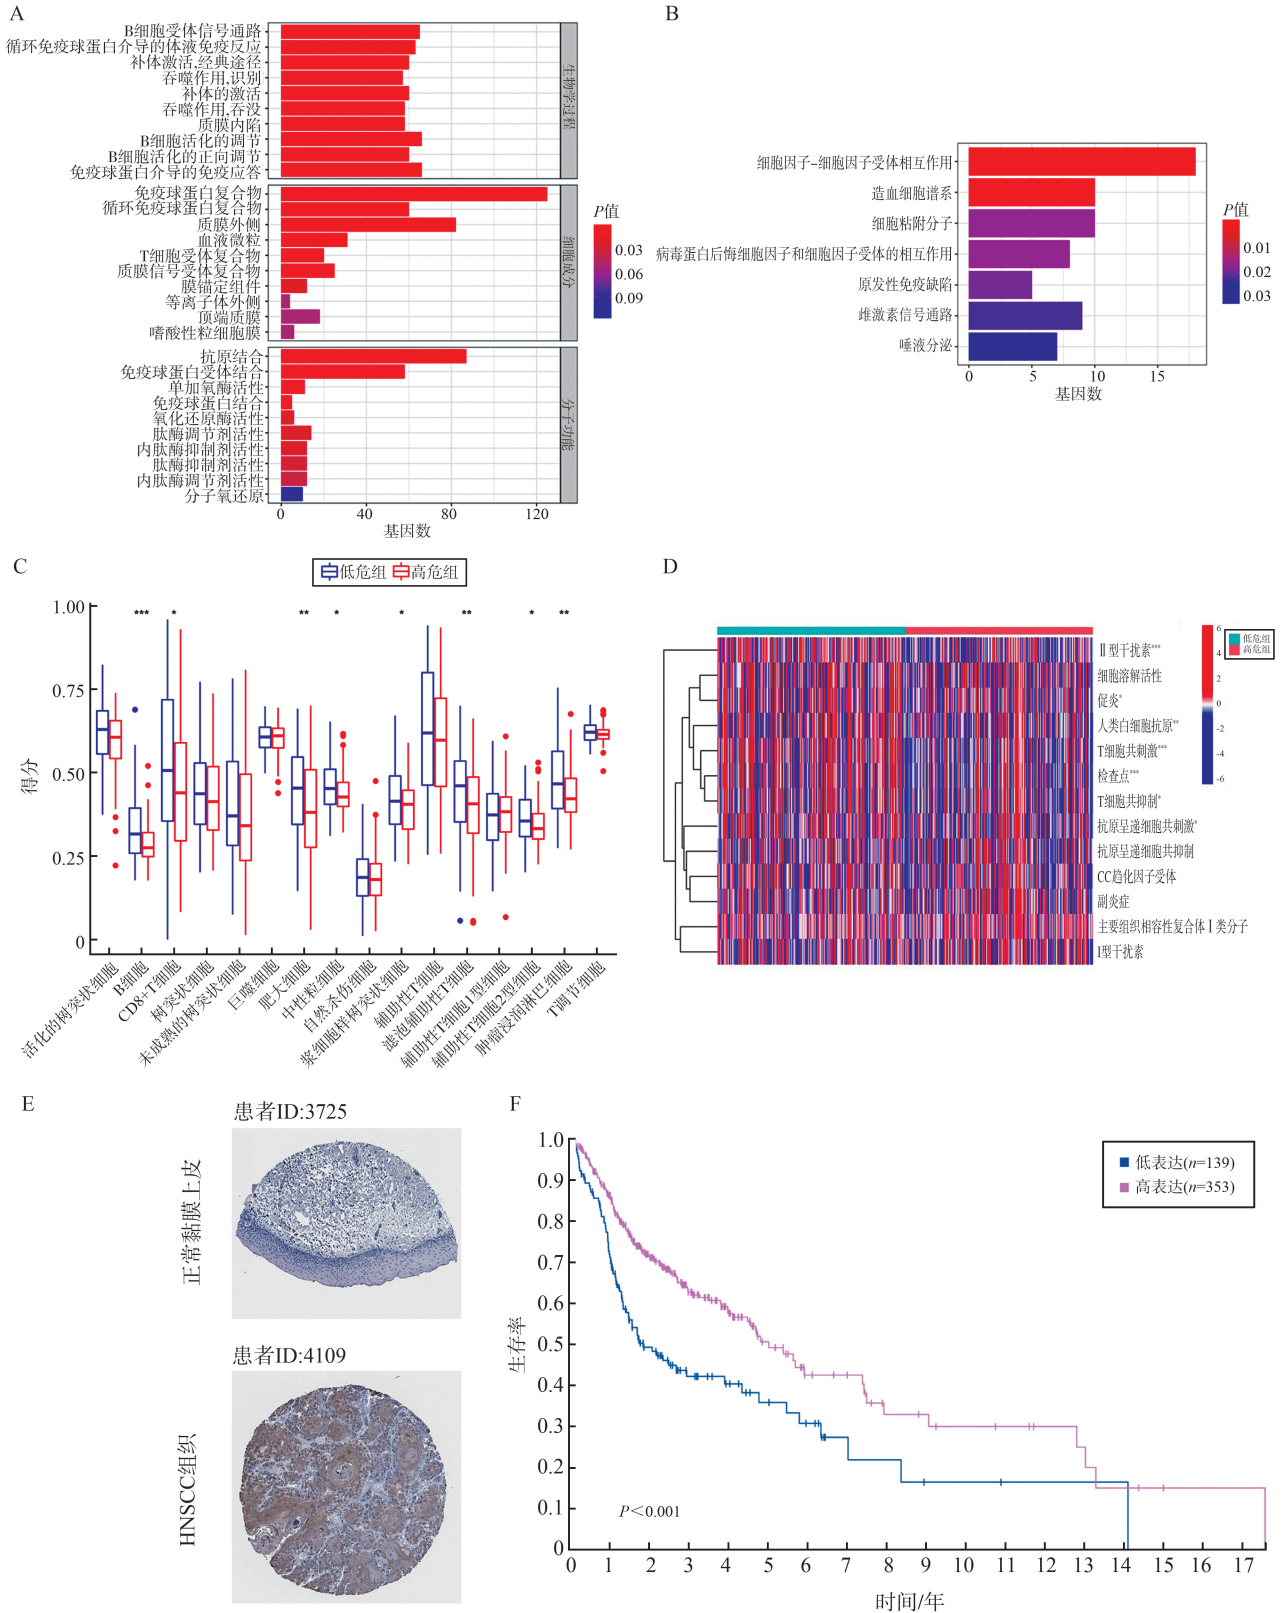 A
B细胞受体信号通路
循环免疫球蛋白介导的体液免疫反应
补体激活,经典途径
吞噬作用,识别
补体的激活
吞噬作用,吞没
质膜内陷
B细胞活化的调节
B细胞活化的正向调节
免疫球蛋白介导的免疫应答
生物学过程
免疫球蛋白复合物
循环免疫球蛋白复合物
质膜外侧
血液微粒
T细胞受体复合物
质膜信号受体复合物
膜锚定组件
等离子体外侧
顶端质膜
嗜酸性粒细胞膜
细胞成分
抗原结合
免疫球蛋白受体结合
单加氧酶活性
免疫球蛋白结合
氧化还原酶活性
肽酶调节剂活性
内肽酶抑制剂活性
肽酶抑制剂活性
内肽酶调节剂活性
分子氧还原
分子功能
0 40 80 120
基因数
P值
0.03
0.06
0.09
B
细胞因子-细胞因子受体相互作用
造血细胞谱系
细胞粘附分子
病毒蛋白后悔细胞因子和细胞因子受体的相互作用
原发性免疫缺陷
雌激素信号通路
唾液分泌
0 5 10 15
基因数
P值
0.01
0.02
0.03
C
低危组 高危组
1.00
0.75
0.50
0.25
0
得分
*** * ** * * ** * **
活化的树突状细胞
B细胞
CD8+T细胞
树突状细胞
未成熟的树突状细胞
巨噬细胞
肥大细胞
中性粒细胞
自然杀伤细胞
浆细胞样树突状细胞
辅助性T细胞
滤泡辅助性T细胞
辅助性T细胞1型细胞
辅助性T细胞2型细胞
肿瘤浸润淋巴细胞
T调节细胞
D
Ⅱ型干扰素***
细胞溶解活性
促炎*
人类白细胞抗原**
T细胞共刺激***
检查点***
T细胞共抑制*
抗原呈递细胞共刺激*
抗原呈递细胞共抑制
CC趋化因子受体
副炎症
主要组织相容性复合体Ⅰ类分子
I型干扰素
6
4
2
0
-2
-4
-6
低危组
高危组
E
患者ID:3725
正常黏膜上皮
患者ID:4109
HNSCC组织
F
1.0
0.9
0.8
0.7
0.6
0.5
0.4
0.3
0.2
0.1
0
生存率
低表达(n=139)
高表达(n=353)
P＜0.001
0 1 2 3 4 5 6 7 8 9 10 11 12 13 14 15 16 17
时间/年